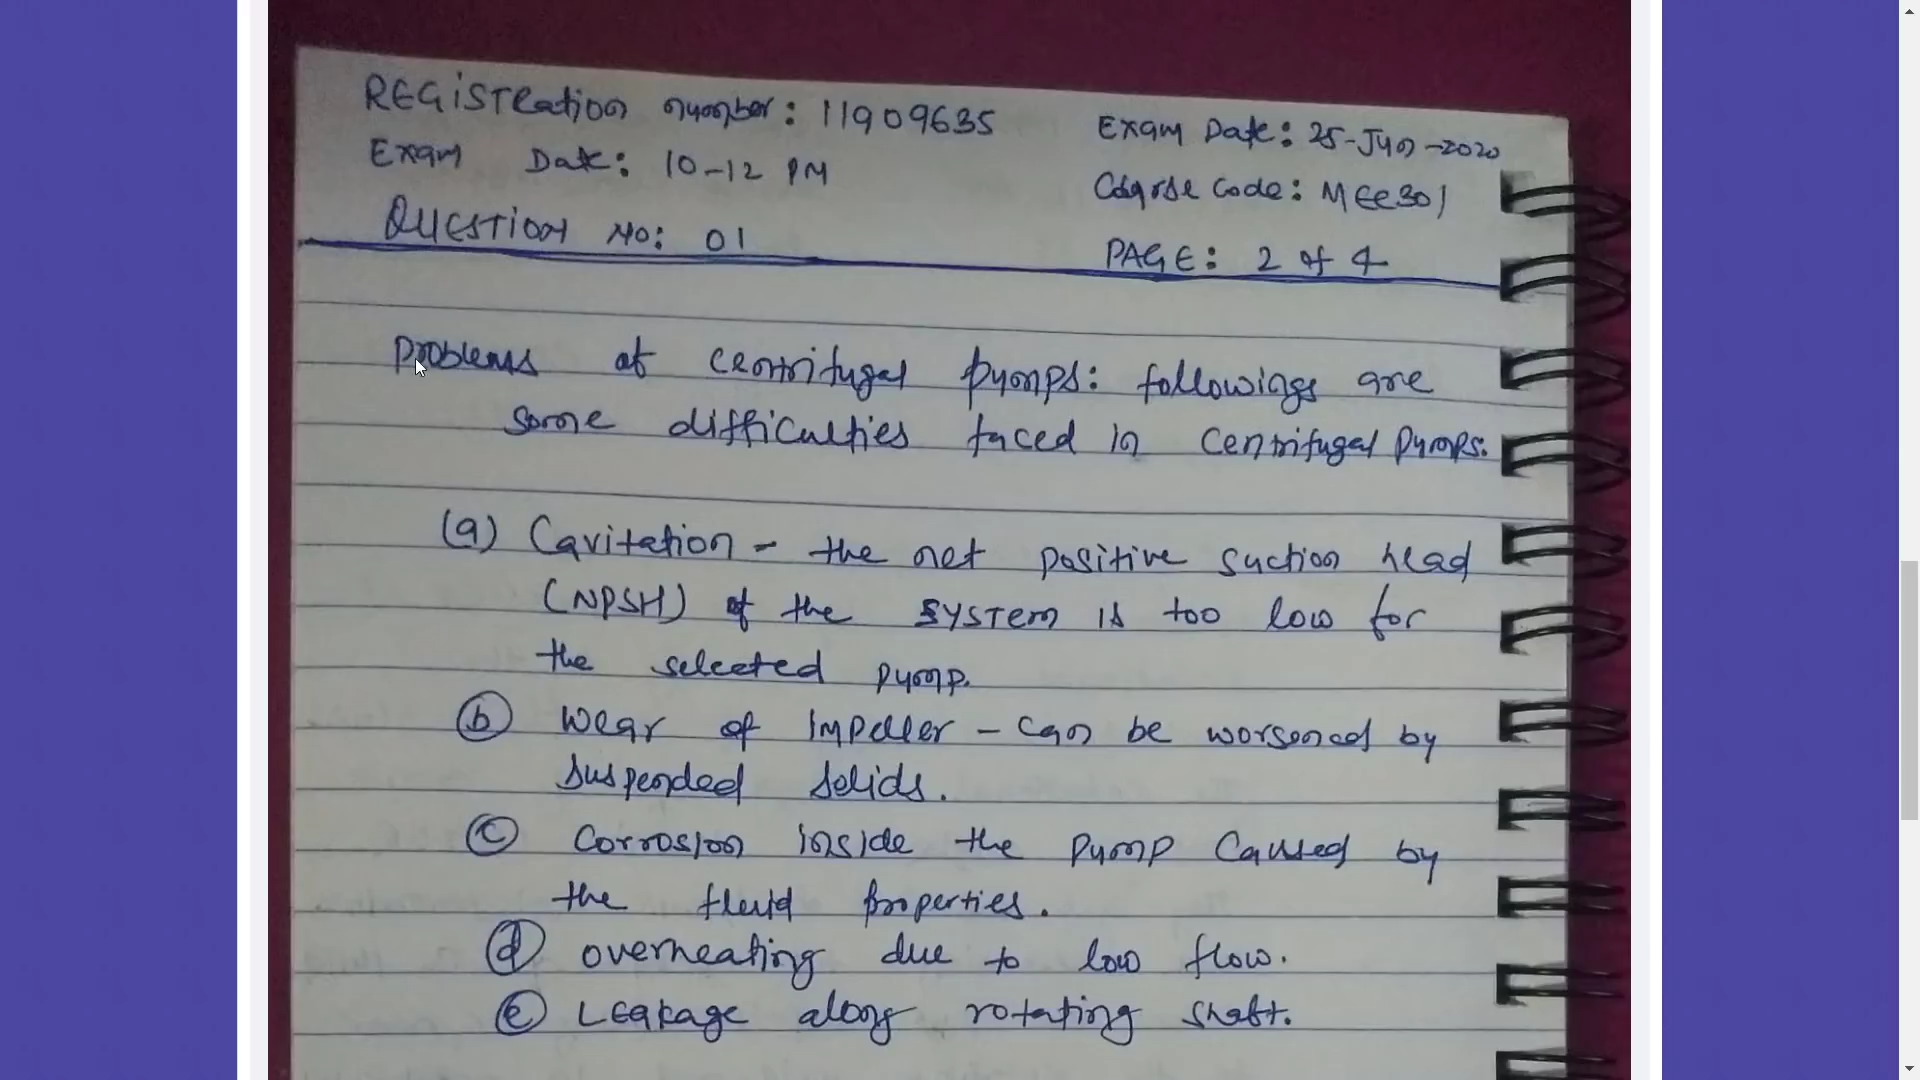 REGiSTRation number: 11909635
Exam Date: 25-Jun-2020
Exam Date: 10-12 PM
Course Code: MEC301
QUESTION NO: 01
PAGE: 2 of 4
Problems of centrifugal pumps: followings are
some difficulties faced in Centrifugal Pumps:
(a) Cavitation - the net positive suction head
(NPSH) of the SYSTEM is too low for
the selected pump.
(b) Wear of Impeller - can be worsened by
suspended solids.
(c) Corrosion inside the pump caused by
the fluid properties.
(d) overheating due to low flow.
(e) Leakage along rotating shaft.